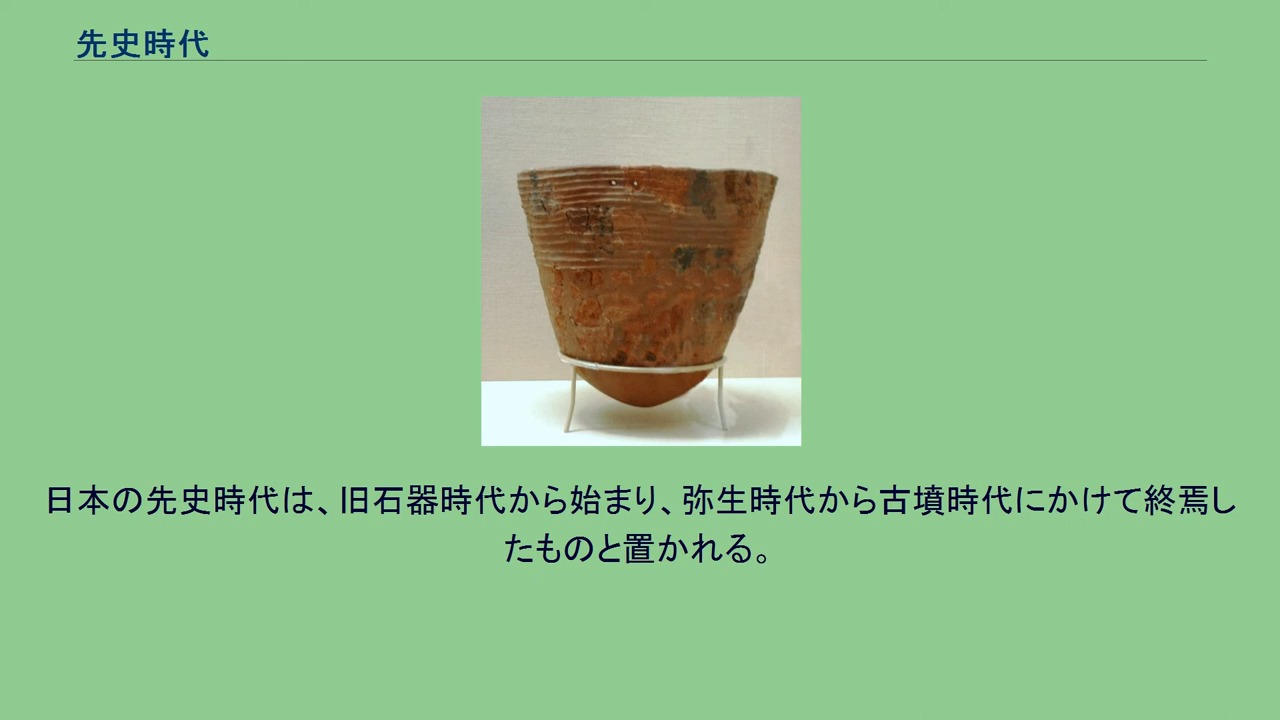 先史時代
日本の先史時代は、旧石器時代から始まり、弥生時代から古墳時代にかけて終焉し
たものと置かれる。